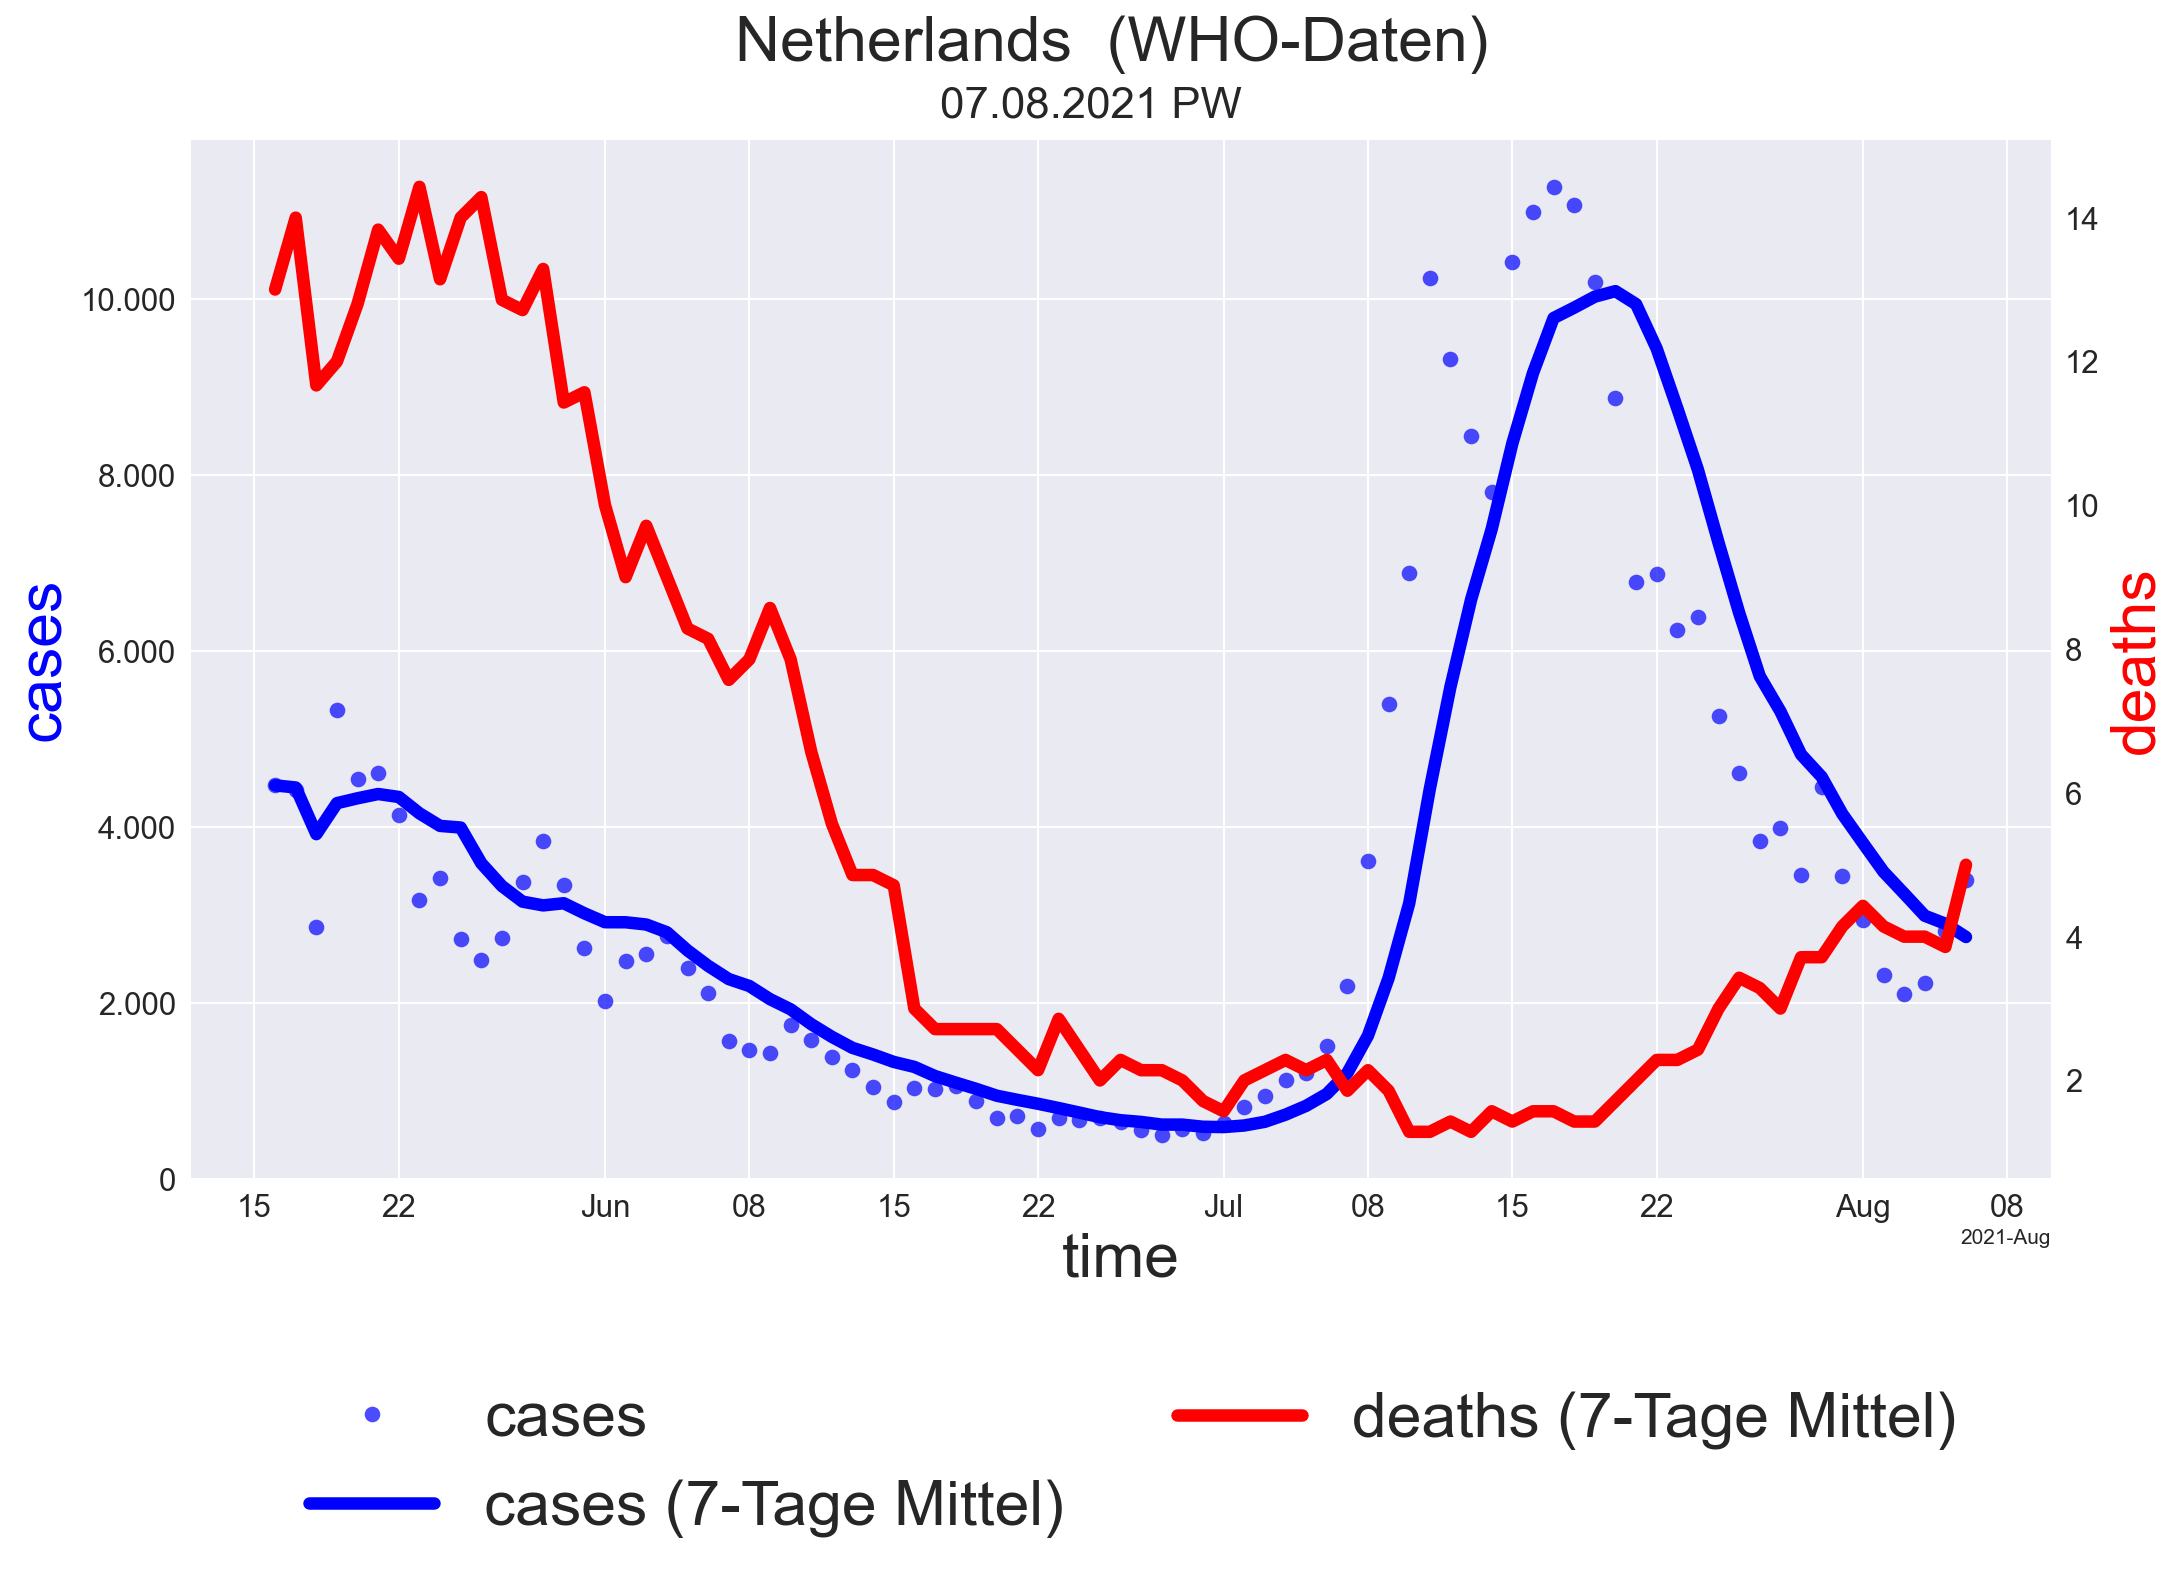 Netherlands  (WHO-Daten)
07.08.2021 PW
cases
10.000
8.000
6.000
4.000
2.000
0
14
12
10
8
6
4
2
deaths
15 22 Jun 08 15 22 Jul 08 15 22 Aug 08
2021-Aug
time
cases
cases (7-Tage Mittel)
deaths (7-Tage Mittel)